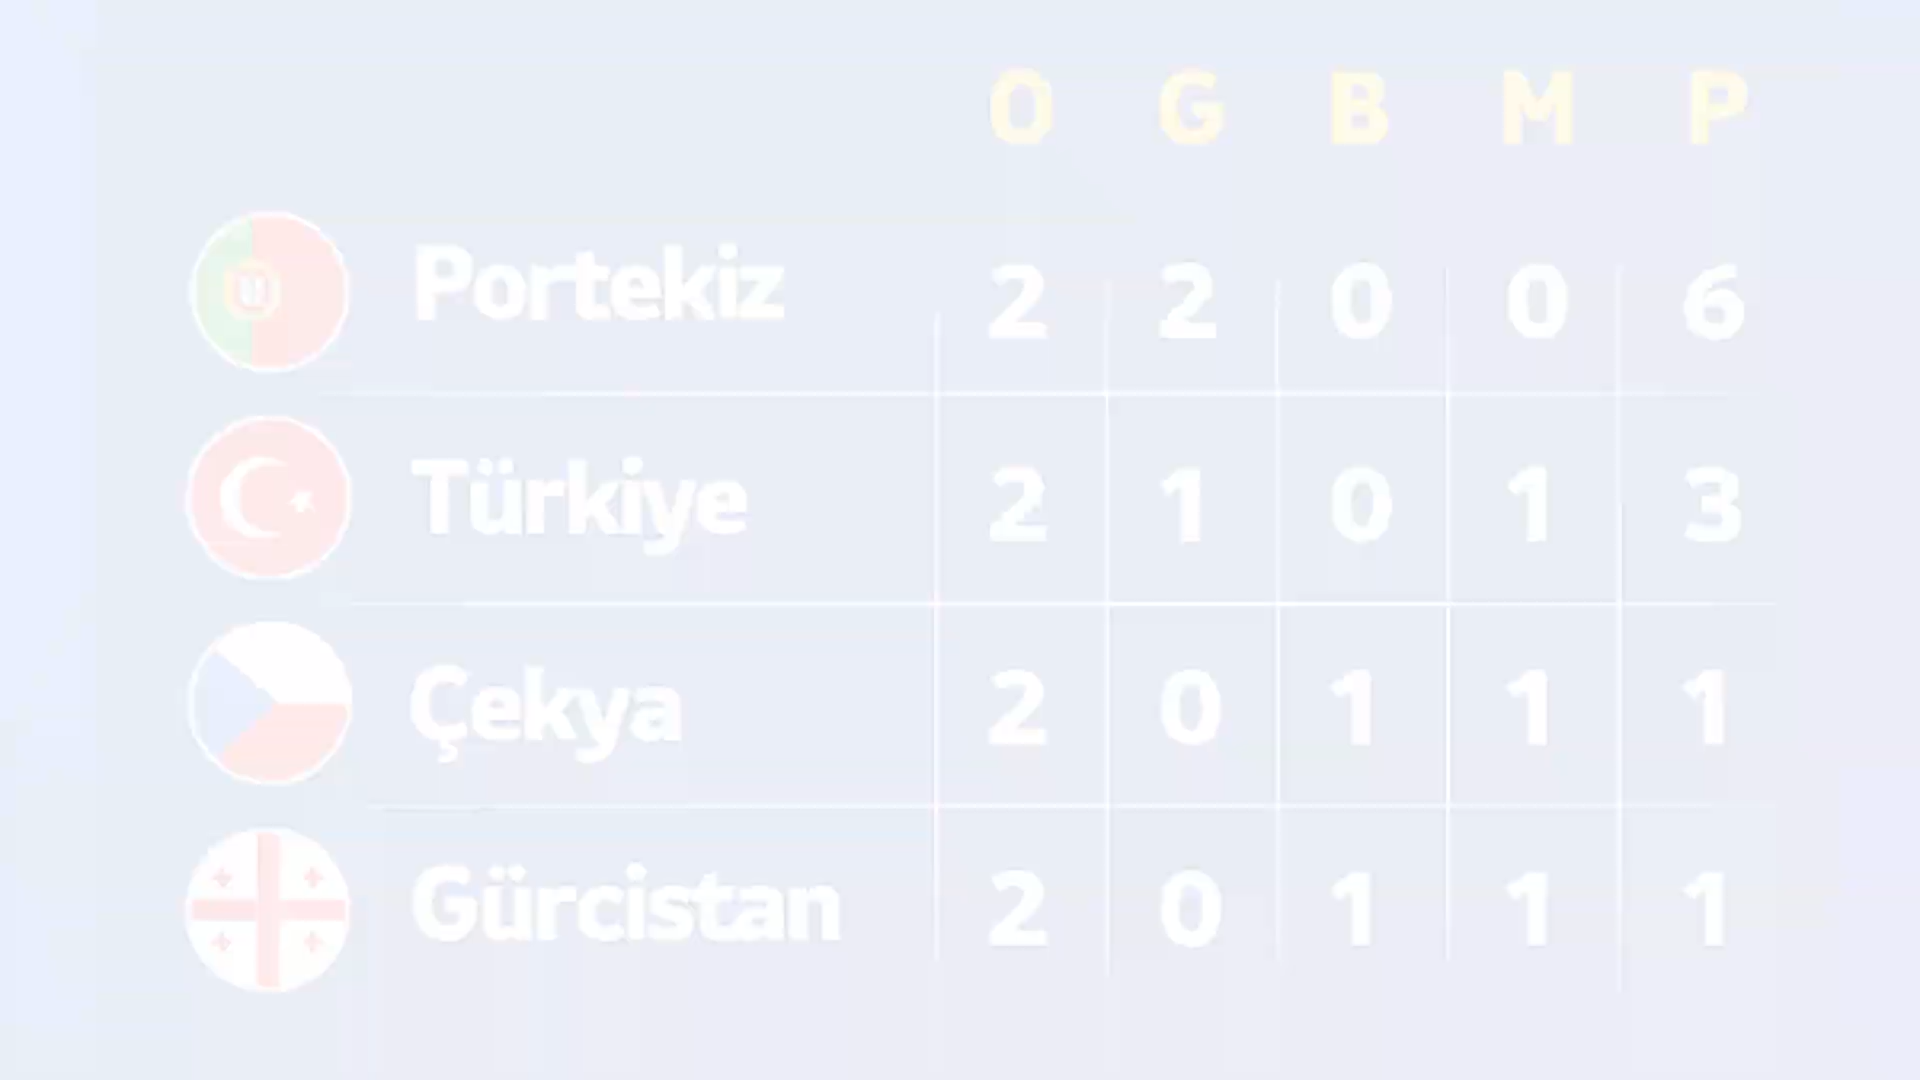 O G B M P
Portekiz 2 2 0 0 6
Türkiye 2 1 0 1 3
Çekya 2 0 1 1 1
Gürcistan 2 0 1 1 1